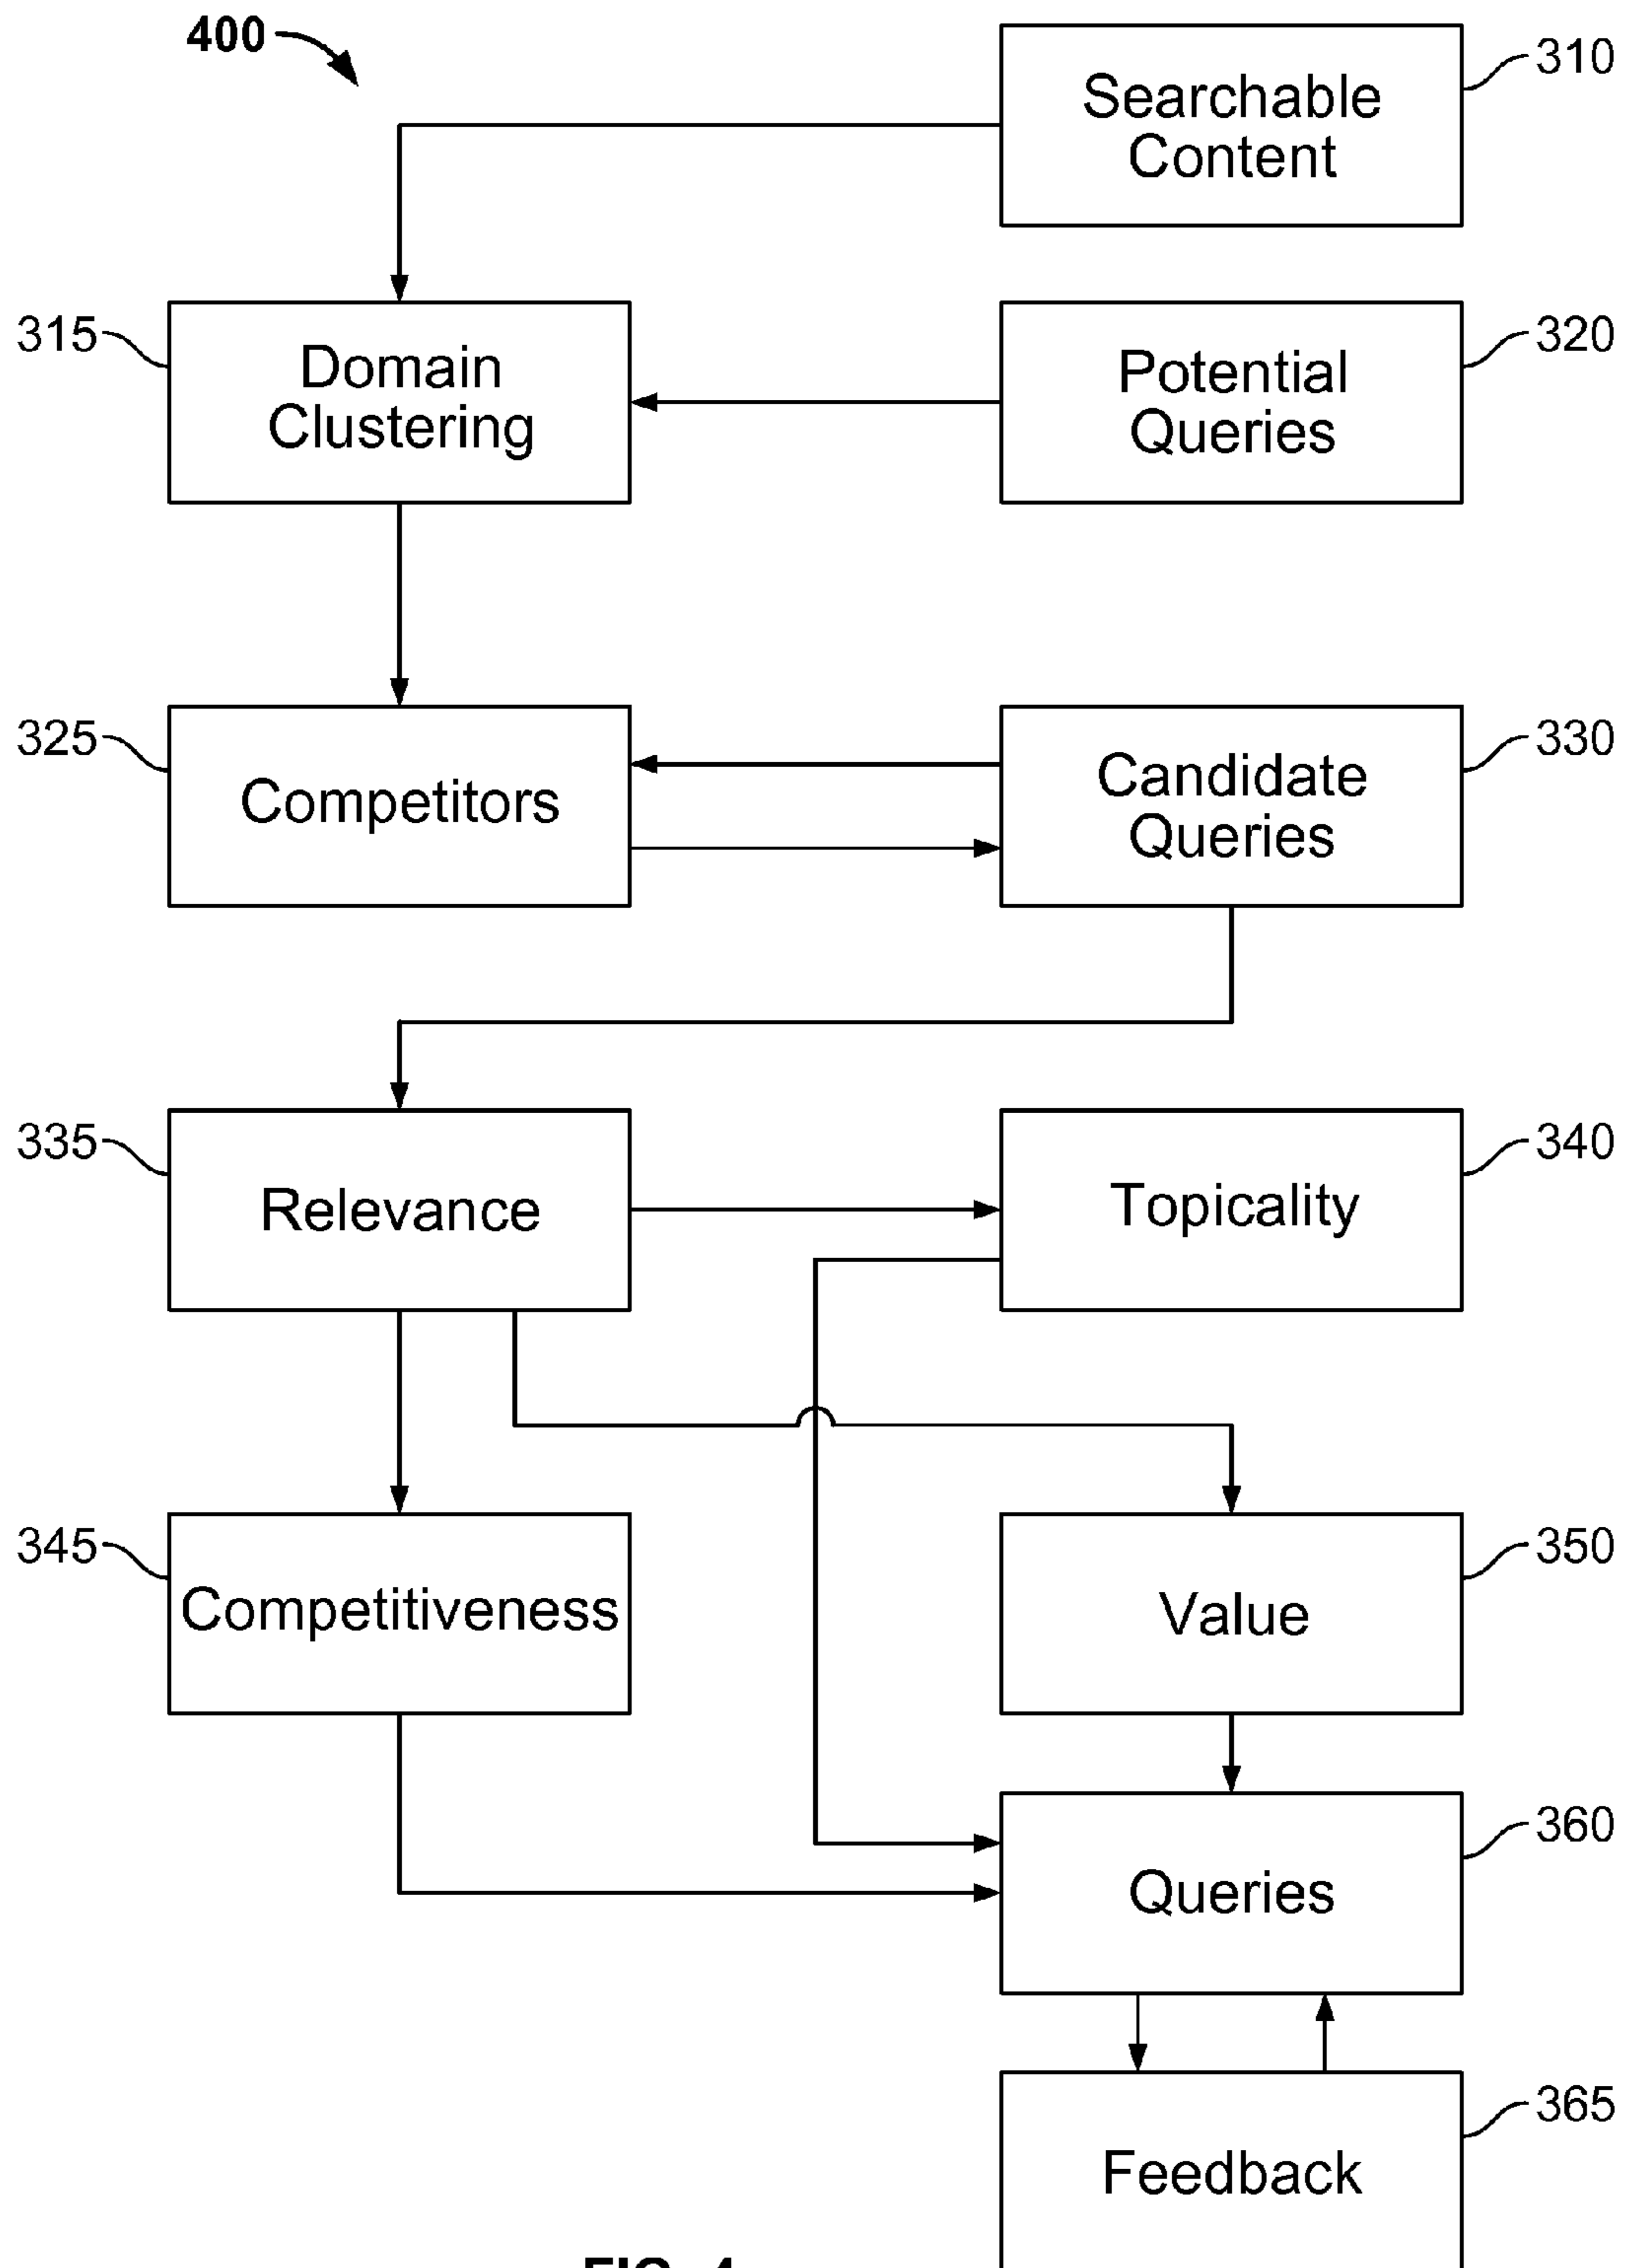 400
310
Searchable
Content
315
Domain
Clustering
320
Potential
Queries
325
Competitors
330
Candidate
Queries
335
Relevance
340
Topicality
345
Competitiveness
350
Value
360
Queries
365
Feedback